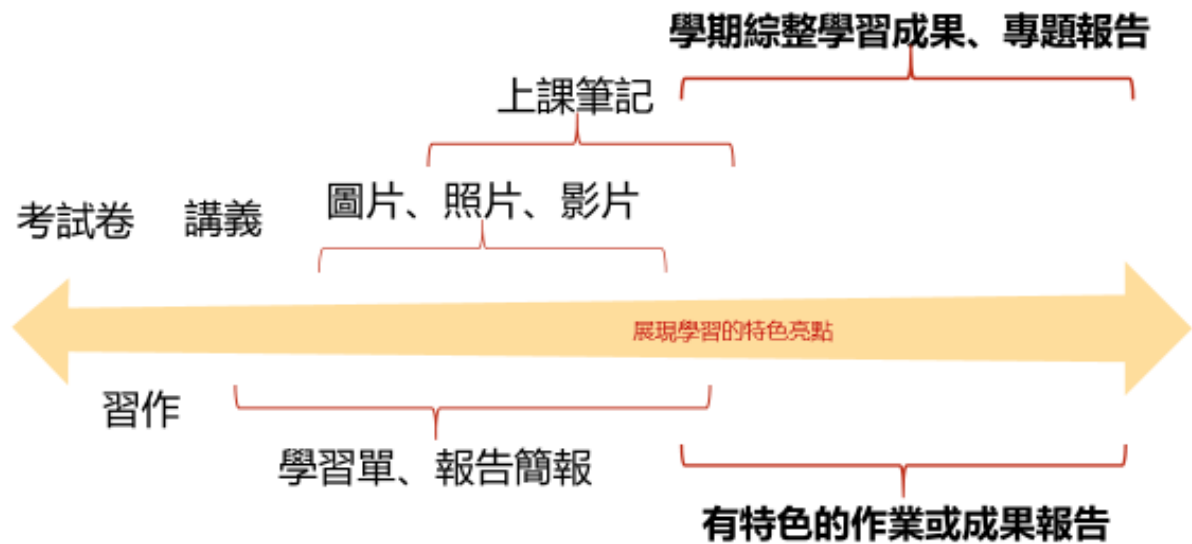 學期綜整學習成果、專題報告
上課筆記
圖片、照片、影片
考試卷 講義
展現學習的特色亮點
習作
學習單、報告簡報
有特色的作業或成果報告